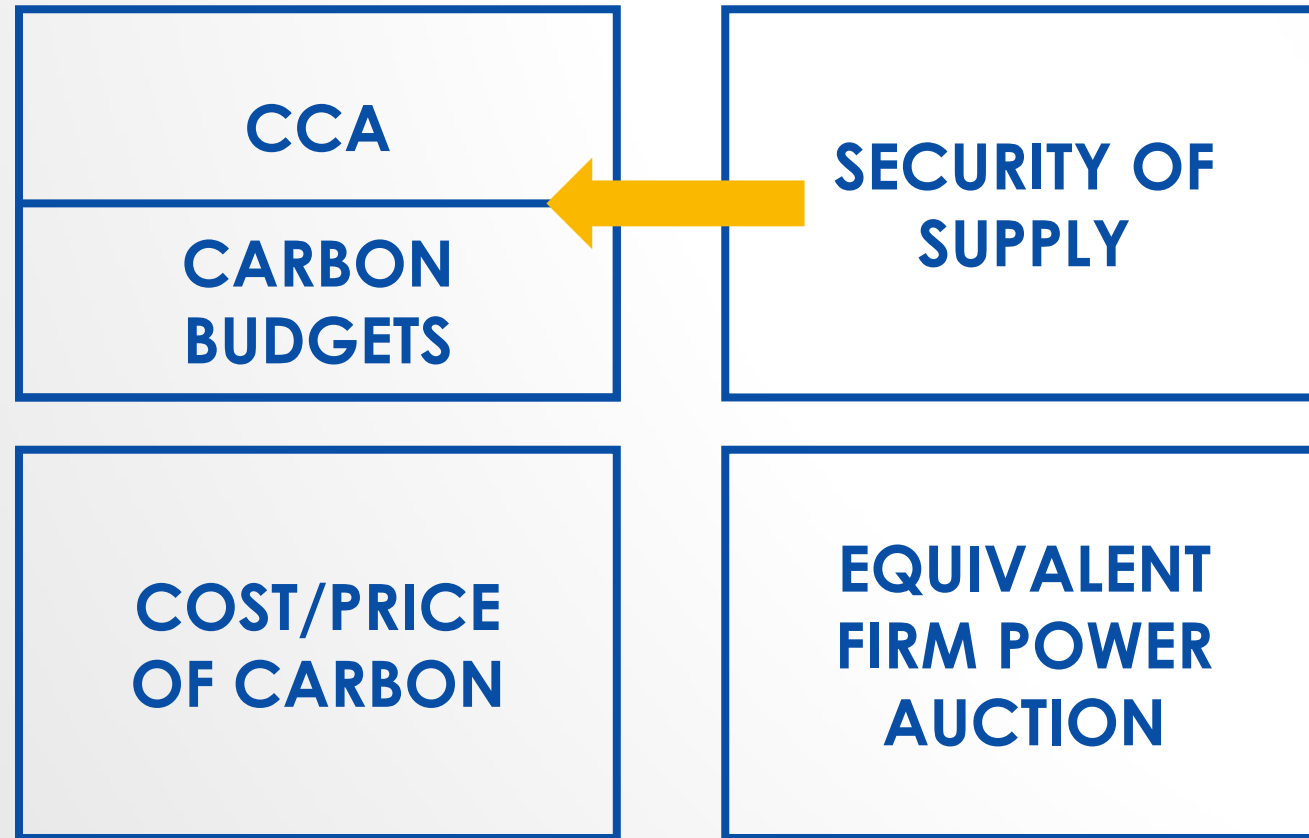 CCA
CARBON
BUDGETS
SECURITY OF
SUPPLY
COST/PRICE
OF CARBON
EQUIVALENT
FIRM POWER
AUCTION